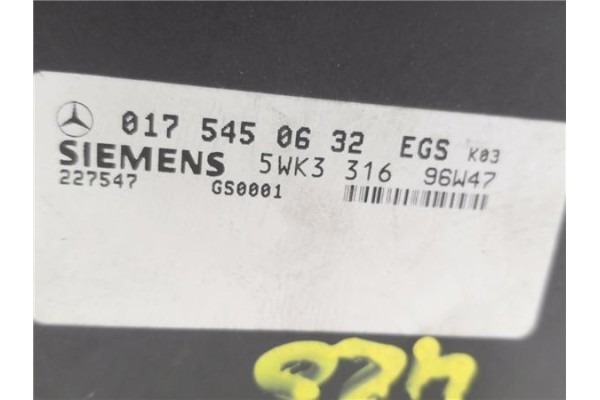 017 545 06 32 EGS K03
SIEMENS 5WK3 316 96W47
227547 GS0001